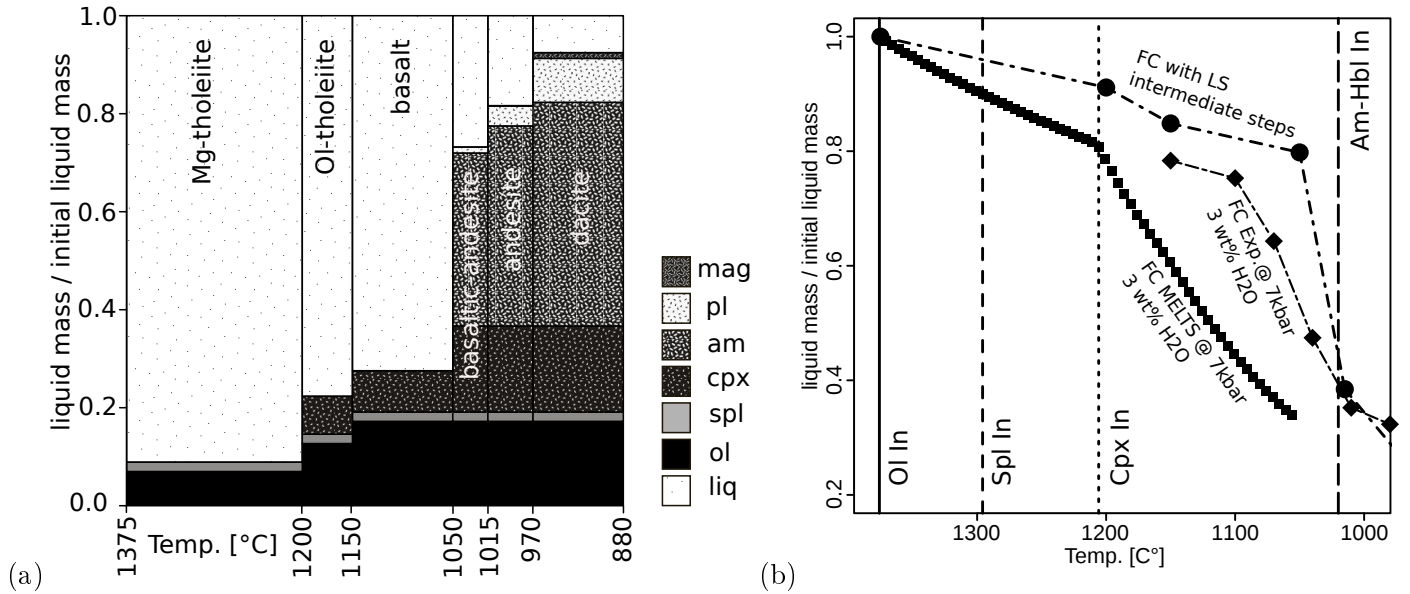 liquid mass / initial liquid mass
1.0
0.8
0.6
0.4
0.2
0.0
Mg-tholeiite
Ol-tholeiite
basalt
basaltic andesite
andesite
dacite
1375
Temp. [°C]
1200
1150
1050
1015
970
880
mag
pl
am
cpx
spl
ol
liq
(a)
liquid mass / initial liquid mass
1.0
0.8
0.6
0.4
0.2
FC with LS
intermediate steps
FC Exp.@ 7kbar
3 wt% H2O
FC MELTS @ 7kbar
3 wt% H2O
Ol In
Spl In
Cpx In
Am-Hbl In
1300
1200
1100
1000
Temp. [C°]
(b)